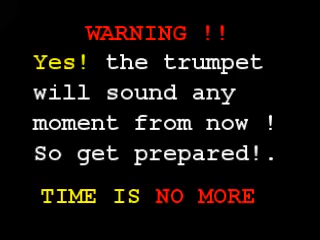 WARNING !!
Yes! the trumpet
will sound any
moment from now !
So get prepared!.
TIME IS NO MORE